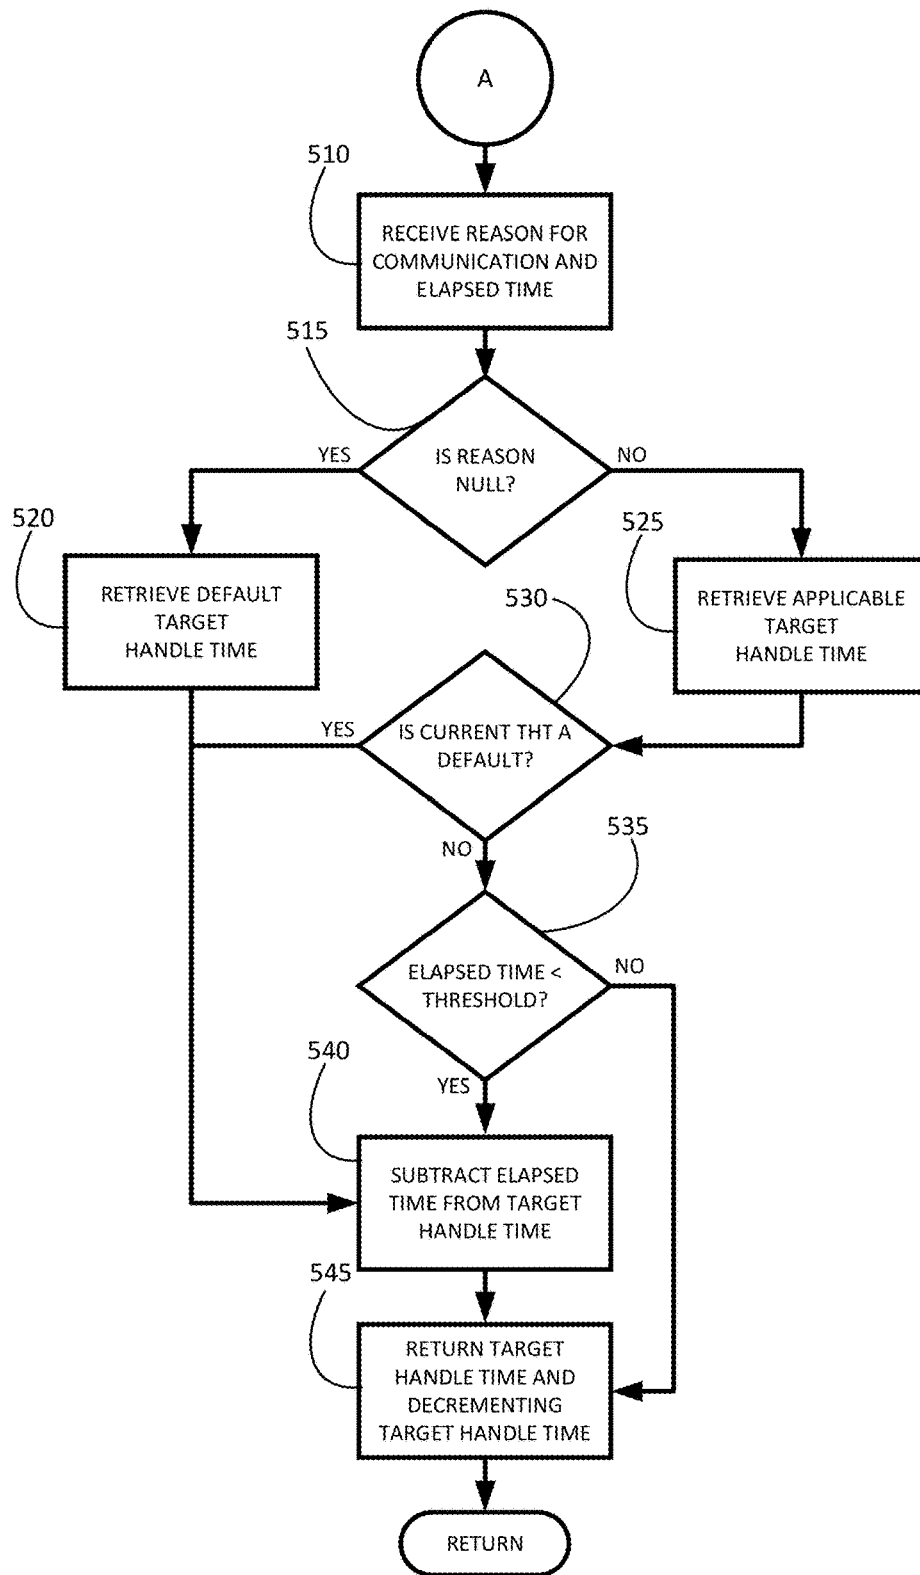 A
510
RECEIVE REASON FOR
COMMUNICATION AND
ELAPSED TIME
515
IS REASON
NULL?
YES
NO
520
RETRIEVE DEFAULT
TARGET
HANDLE TIME
525
RETRIEVE APPLICABLE
TARGET
HANDLE TIME
530
IS CURRENT THT A
DEFAULT?
YES
NO
535
ELAPSED TIME <
THRESHOLD?
NO
YES
540
SUBTRACT ELAPSED
TIME FROM TARGET
HANDLE TIME
545
RETURN TARGET
HANDLE TIME AND
DECREMENTING
TARGET HANDLE TIME
RETURN